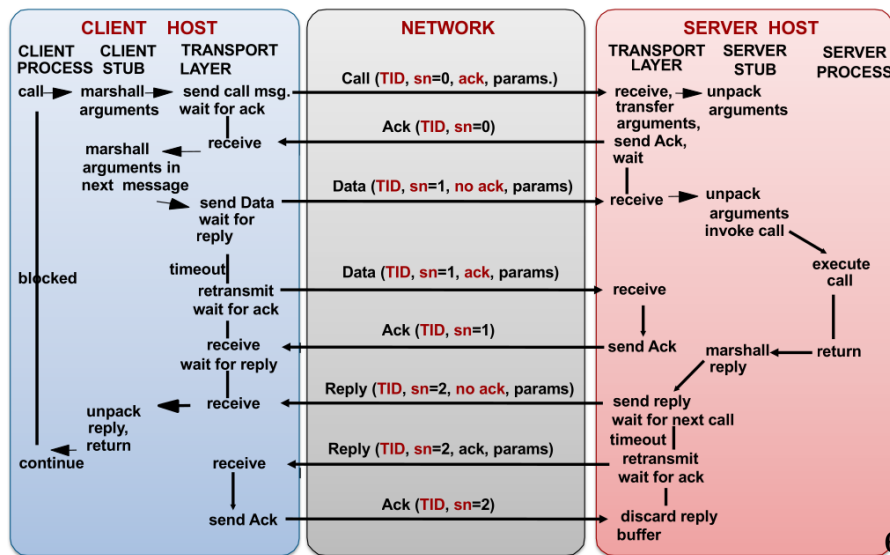 CLIENT HOST
NETWORK
SERVER HOST
CLIENT PROCESS
CLIENT STUB
TRANSPORT LAYER
TRANSPORT LAYER
SERVER STUB
SERVER PROCESS
call
marshall arguments
send call msg.
wait for ack
Call (TID, sn=0, ack, params.)
receive,
transfer
arguments,
send Ack,
wait
unpack
arguments
Ack (TID, sn=0)
receive
marshall
arguments in
next message
send Data
wait for
reply
Data (TID, sn=1, no ack, params)
receive
unpack
arguments
invoke call
execute
call
blocked
timeout
retransmit
wait for ack
Data (TID, sn=1, ack, params)
receive
Ack (TID, sn=1)
send Ack
receive
wait for reply
return
marshall
reply
send reply
wait for next call
Reply (TID, sn=2, no ack, params)
receive
unpack
reply,
return
continue
timeout
retransmit
wait for ack
Reply (TID, sn=2, ack, params)
receive
send Ack
Ack (TID, sn=2)
discard reply
buffer